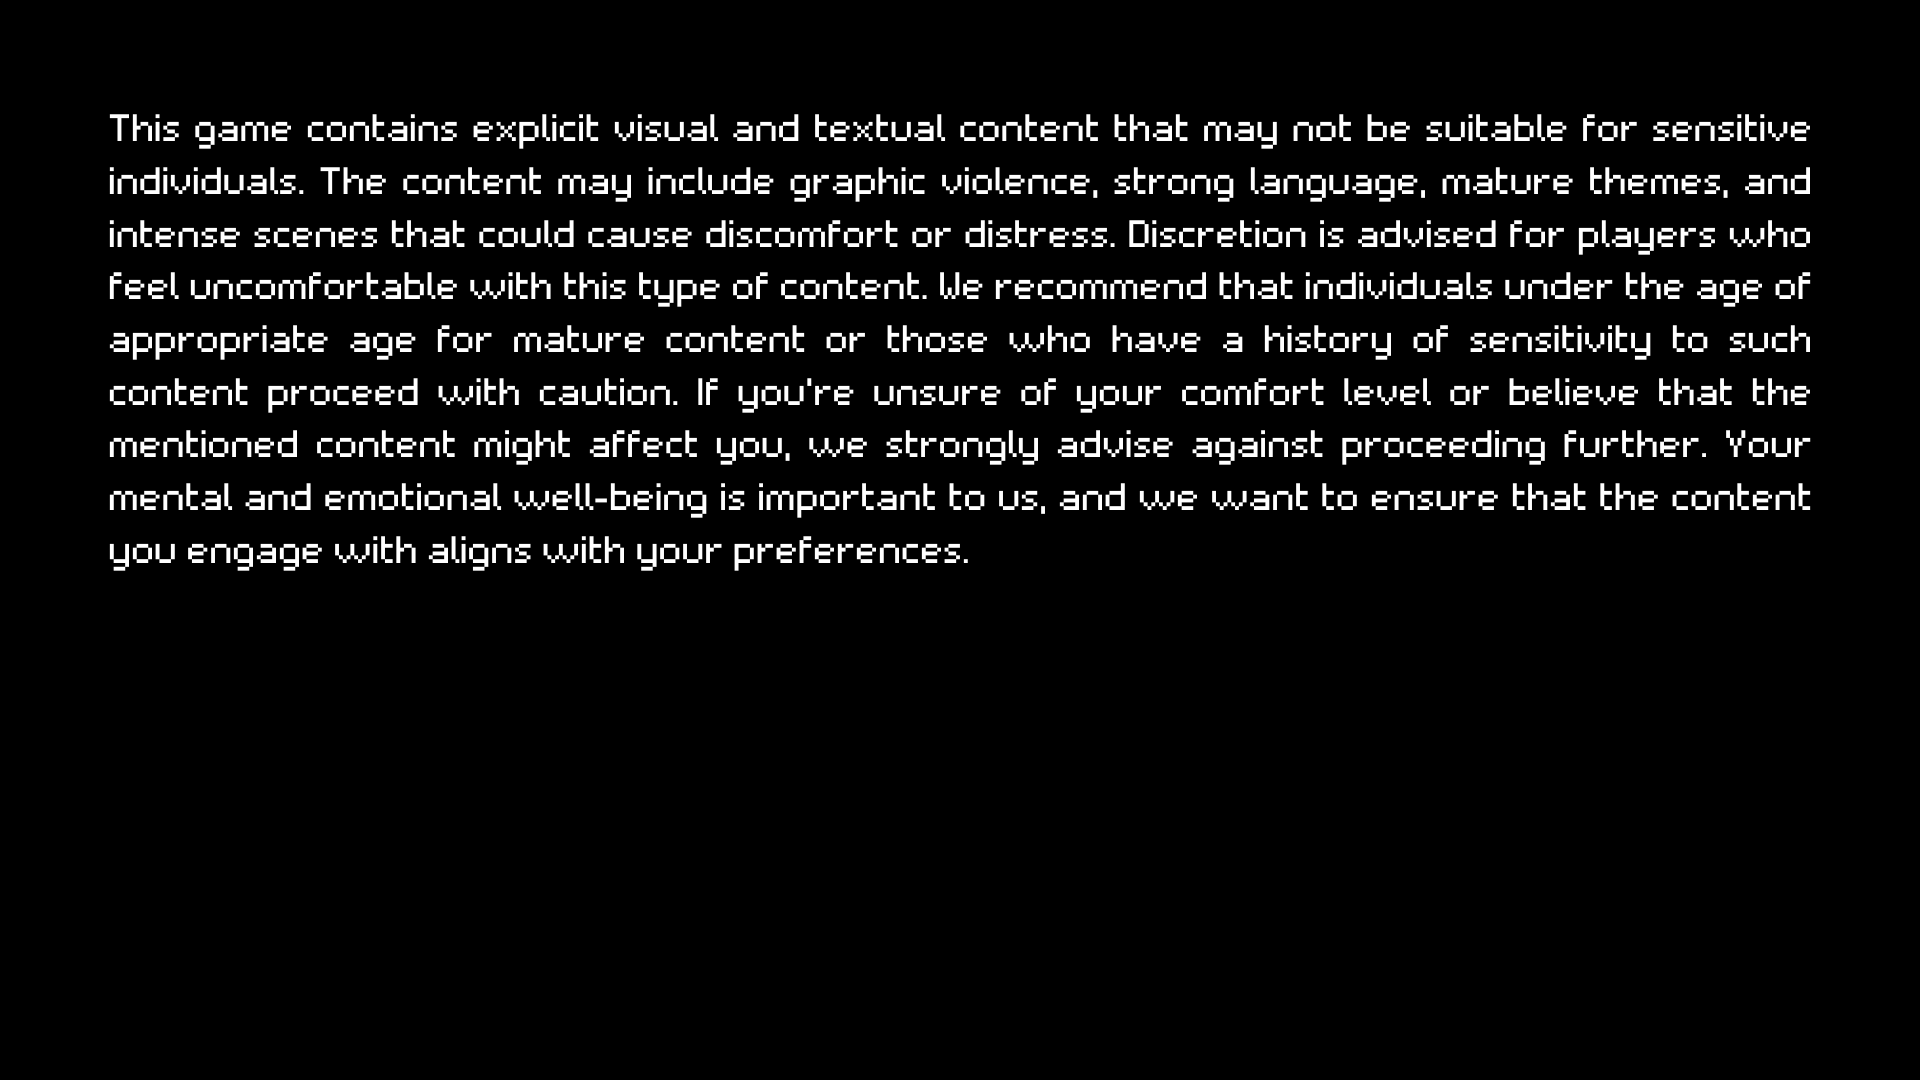 This game contains explicit visual and textual content that may not be suitable for sensitive
individuals. The content may include graphic violence, strong language, mature themes, and
intense scenes that could cause discomfort or distress. Discretion is advised for players who
feel uncomfortable with this type of content. We recommend that individuals under the age of
appropriate age for mature content or those who have a history of sensitivity to such
content proceed with caution. If you're unsure of your comfort level or believe that the
mentioned content might affect you, we strongly advise against proceeding further. Your
mental and emotional well-being is important to us, and we want to ensure that the content
you engage with aligns with your preferences.